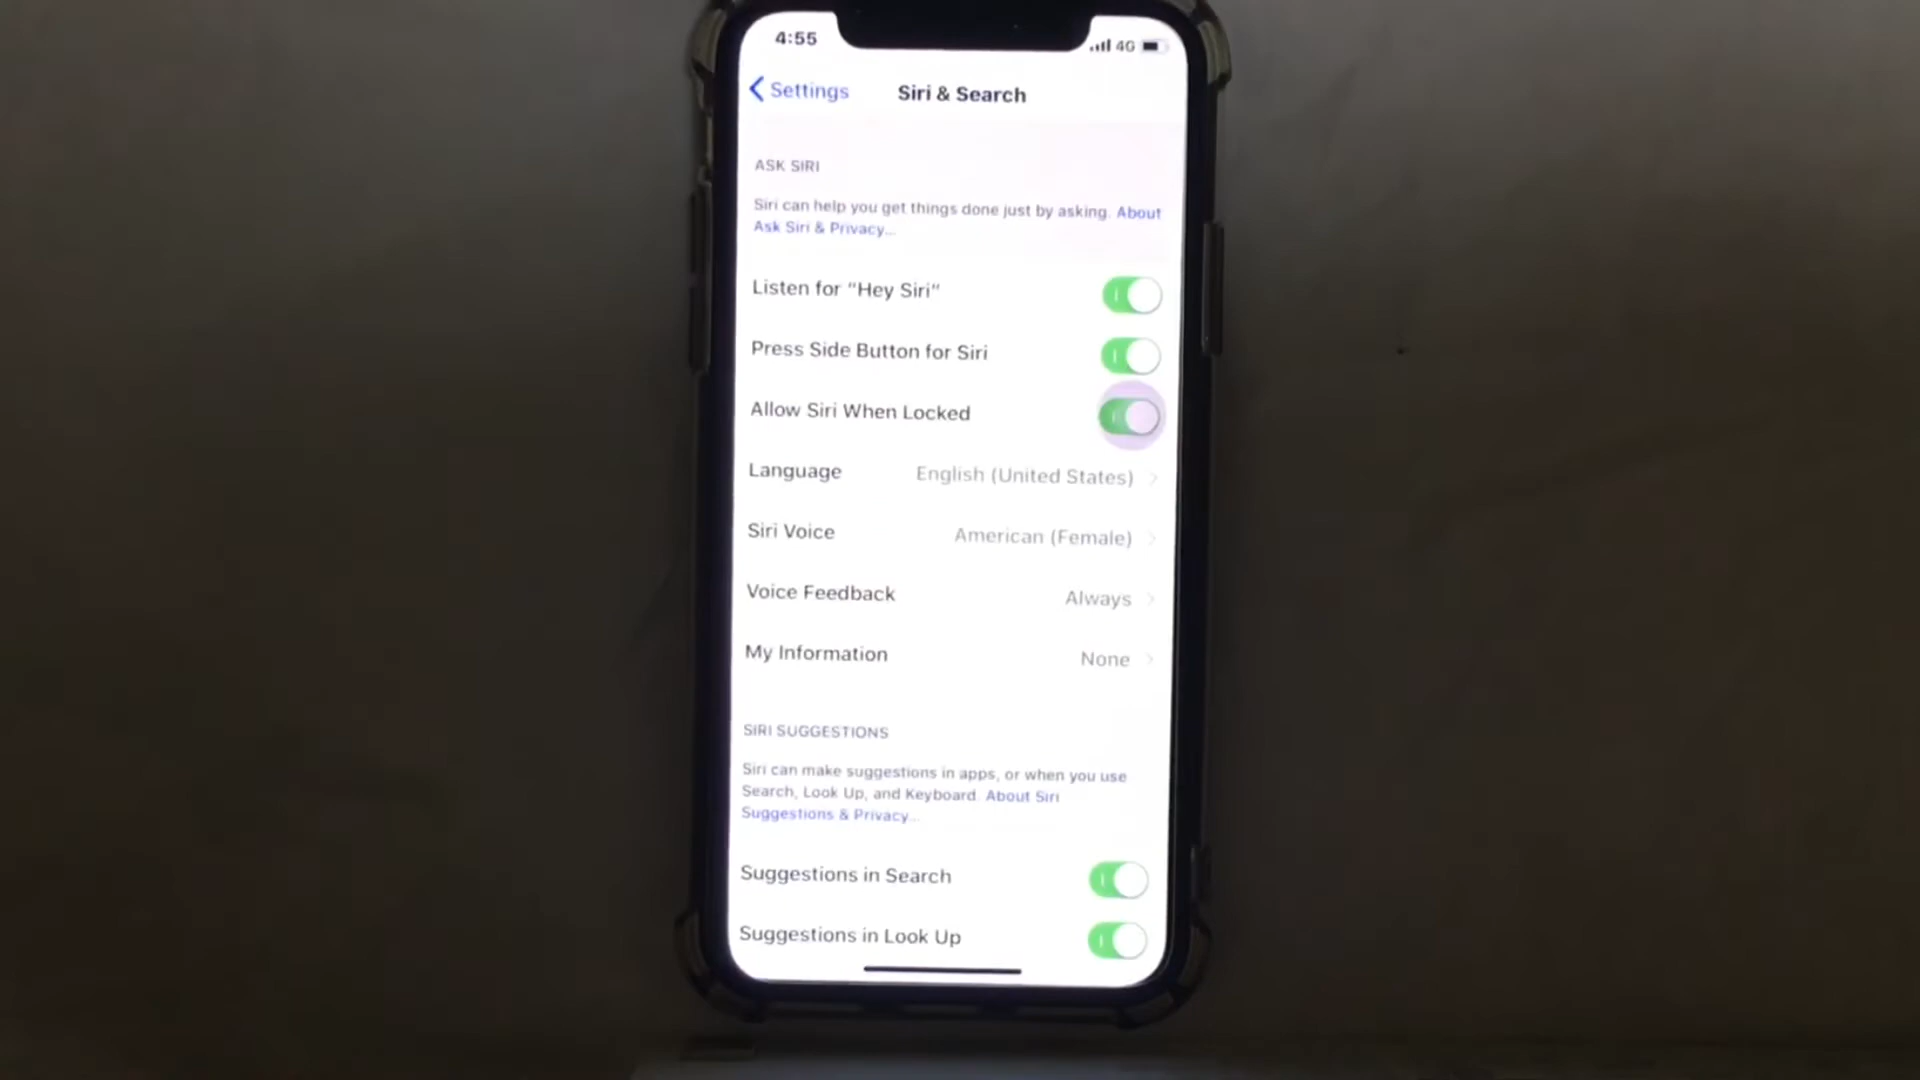 4:55
4G
Settings
Siri & Search
ASK SIRI
Siri can help you get things done just by asking. About
Ask Siri & Privacy...
Listen for “Hey Siri”
Press Side Button for Siri
Allow Siri When Locked
Language English (United States)
Siri Voice American (Female)
Voice Feedback Always
My Information None
SIRI SUGGESTIONS
Siri can make suggestions in apps, or when you use
Search, Look Up, and Keyboard. About Siri
Suggestions & Privacy...
Suggestions in Search
Suggestions in Look Up